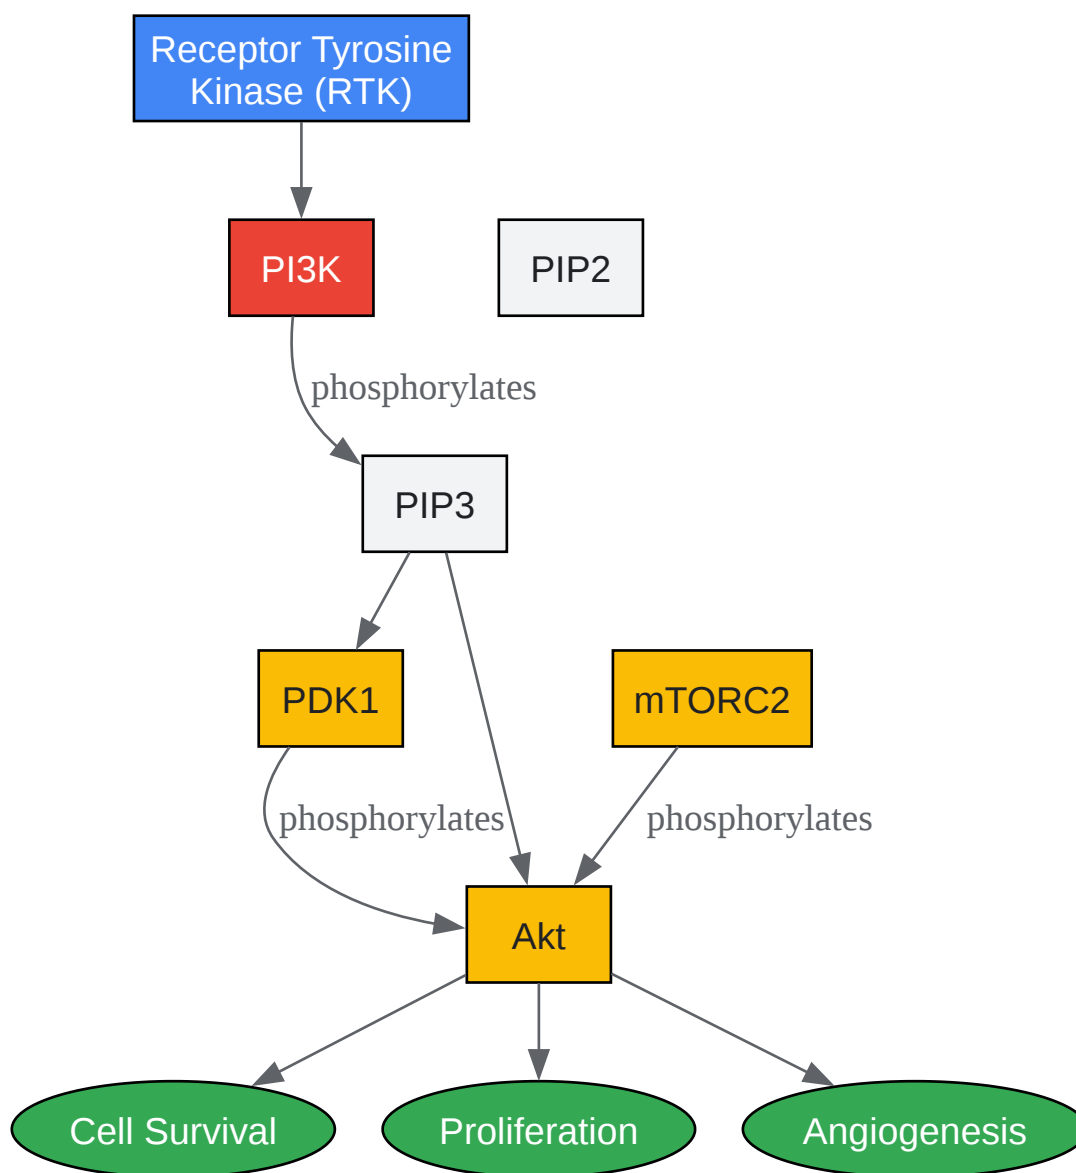 Receptor Tyrosine
Kinase (RTK)
PI3K
PIP2
phosphorylates
PIP3
PDK1
mTORC2
phosphorylates
phosphorylates
Akt
Cell Survival
Proliferation
Angiogenesis